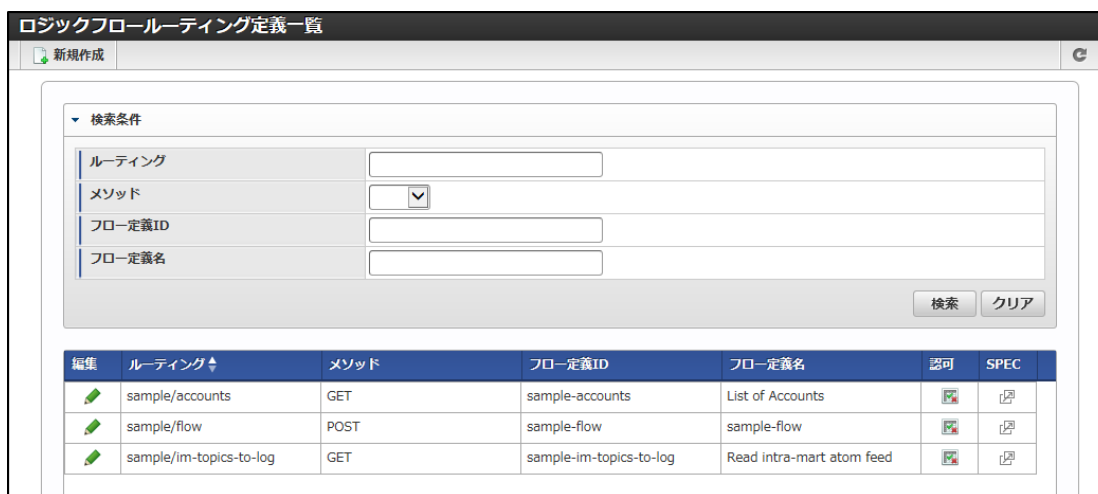 ロジックフロールーティング定義一覧
新規作成
検索条件
ルーティング
メソッド
フロー定義ID
フロー定義名
検索 クリア
編集 ルーティング メソッド フロー定義ID フロー定義名 認可 SPEC
sample/accounts GET sample-accounts List of Accounts
sample/flow POST sample-flow sample-flow
sample/im-topics-to-log GET sample-im-topics-to-log Read intra-mart atom feed